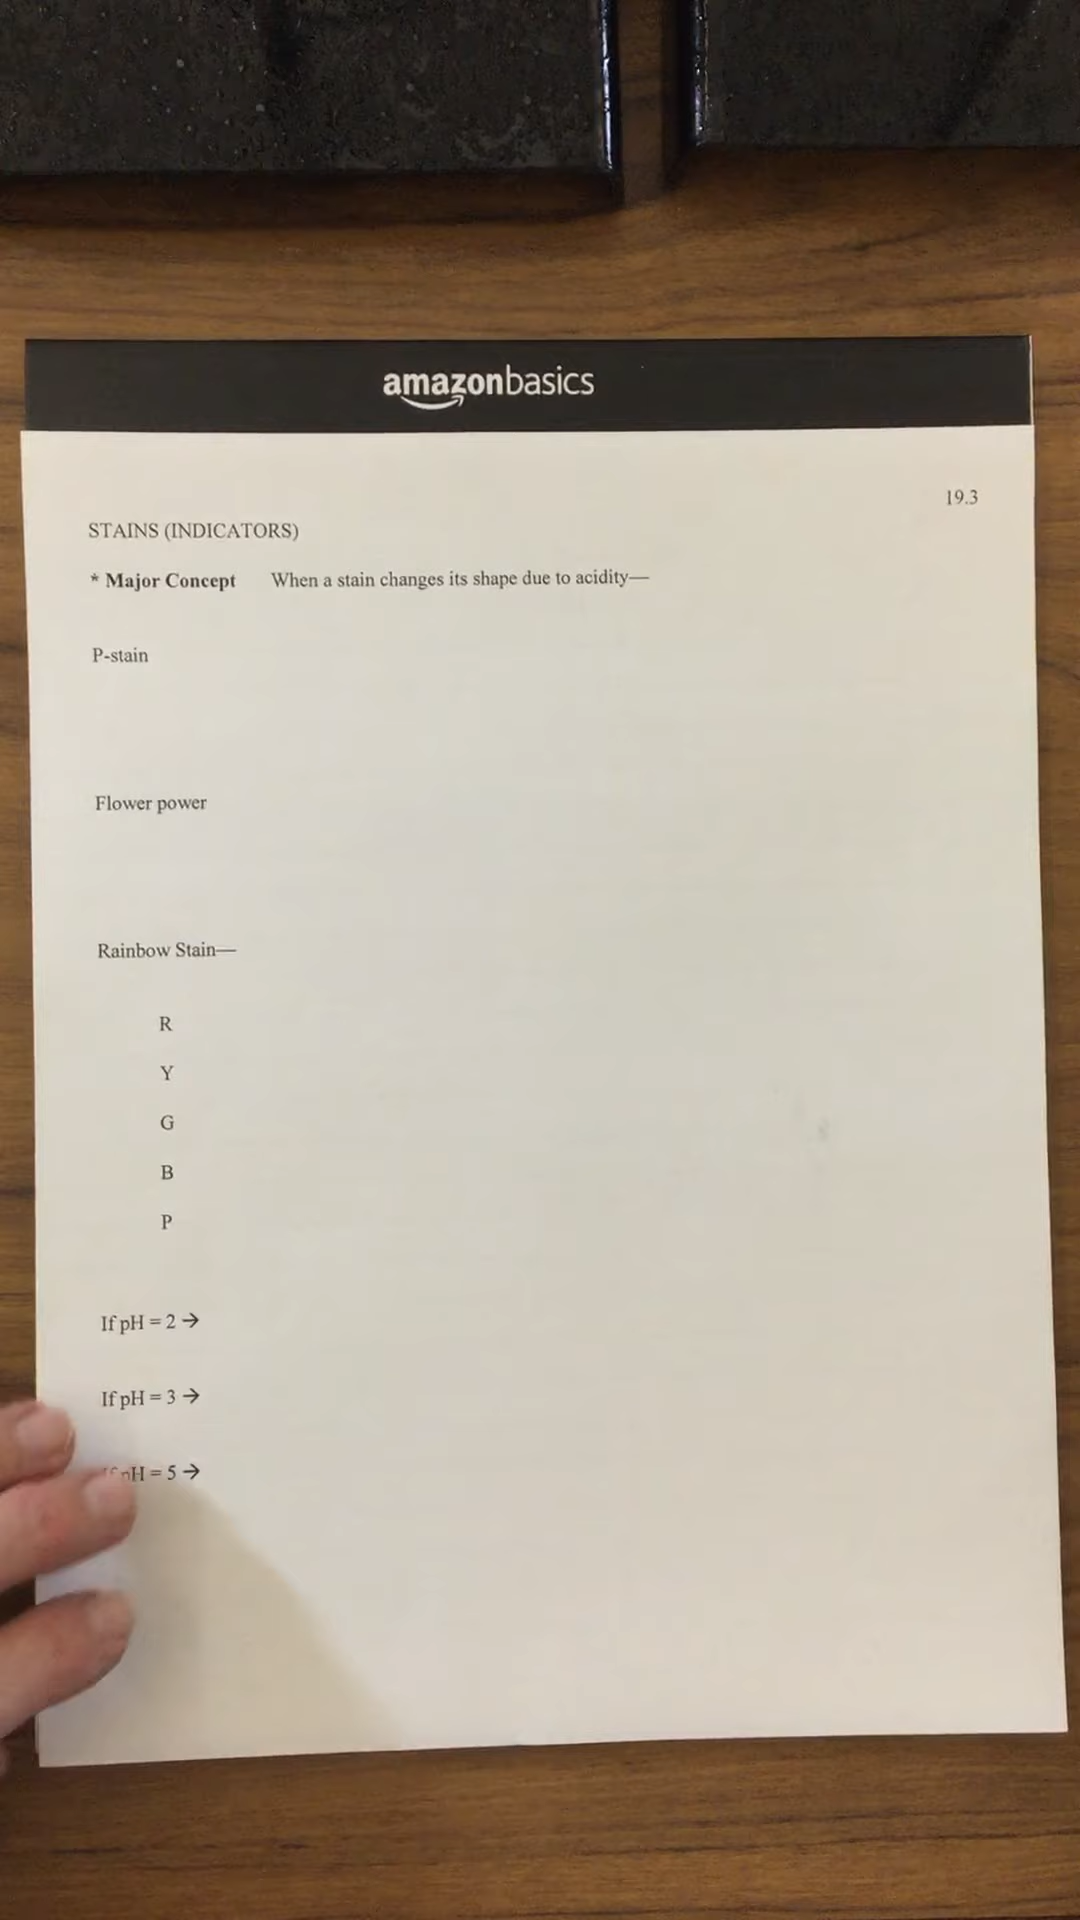 amazonbasics
19.3
STAINS (INDICATORS)
* Major Concept When a stain changes its shape due to acidity—
P-stain
Flower power
Rainbow Stain—
R
Y
G
B
P
If pH = 2 →
If pH = 3 →
If pH = 5 →